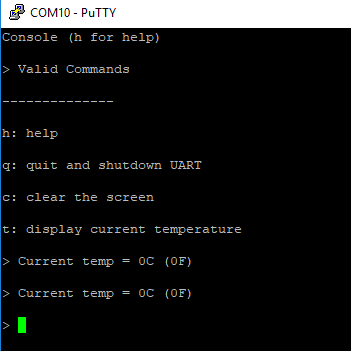 COM10 - PuTTY
Console (h for help)
> Valid Commands
--------------
h: help
q: quit and shutdown UART
c: clear the screen
t: display current temperature
> Current temp = 0C (0F)
> Current temp = 0C (0F)
>